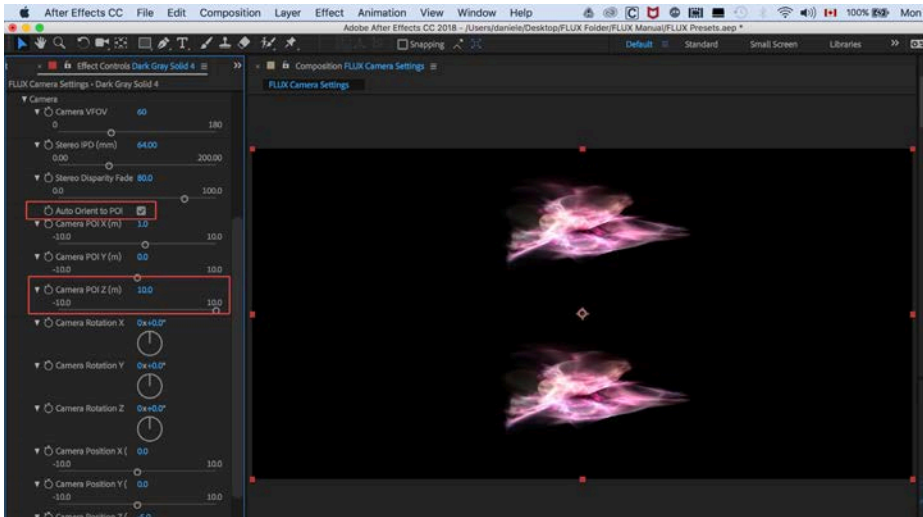 After Effects CC File Edit Composition Layer Effect Animation View Window Help 100% Mon
Adobe After Effects CC 2018 - /Users/daniele/Desktop/FLUX Folder/FLUX Manual/FLUX Presets.aep *
Snapping Default Standard Small Screen Libraries
Effect Controls Dark Gray Solid 4
Composition FLUX Camera Settings
FLUX Camera Settings • Dark Gray Solid 4
FLUX Camera Settings
Camera
Camera VFOV 60
0 180
Stereo IPD (mm) 64.00
0.00 200.00
Stereo Disparity Fade 80.0
0.0 100.0
Auto Orient to POI
Camera POI X (m) 1.0
-10.0 10.0
Camera POI Y (m) 0.0
-10.0 10.0
Camera POI Z (m) 10.0
-10.0 10.0
Camera Rotation X 0x+0.0°
Camera Rotation Y 0x+0.0°
Camera Rotation Z 0x+0.0°
Camera Position X ( 0.0
-10.0 10.0
Camera Position Y ( 0.0
-10.0 10.0